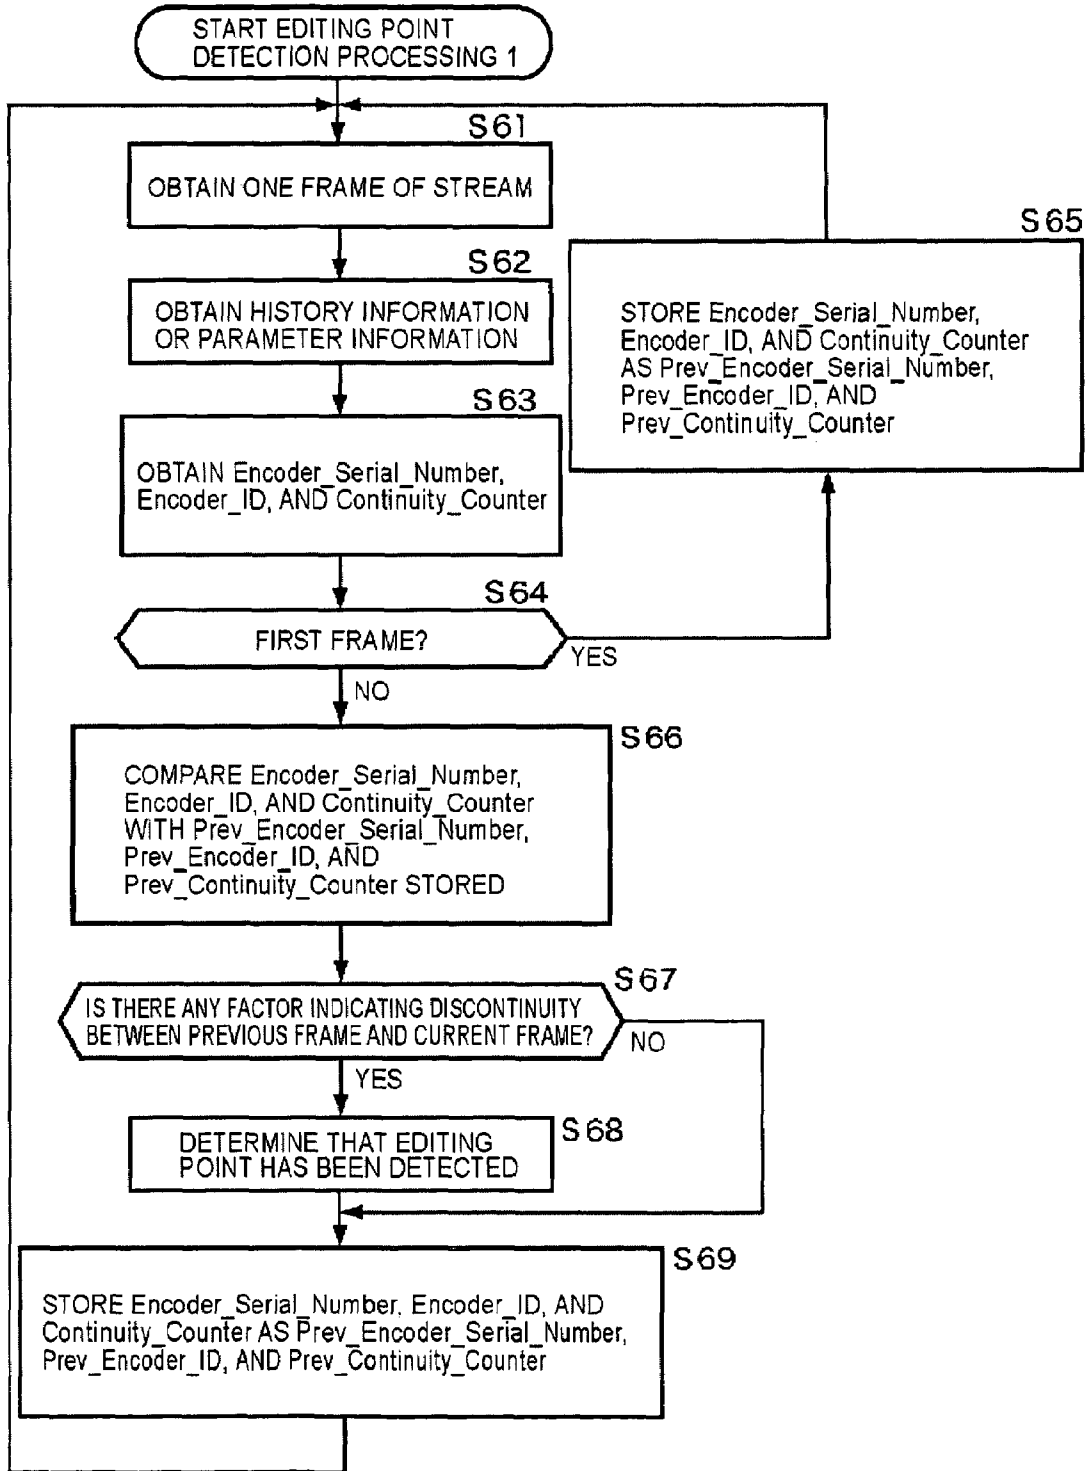 START EDITING POINT
DETECTION PROCESSING 1
S61
OBTAIN ONE FRAME OF STREAM
S62
OBTAIN HISTORY INFORMATION
OR PARAMETER INFORMATION
S63
OBTAIN Encoder_Serial_Number,
Encoder_ID, AND Continuity_Counter
S64
FIRST FRAME?
YES
NO
S65
STORE Encoder_Serial_Number,
Encoder_ID, AND Continuity_Counter
AS Prev_Encoder_Serial_Number,
Prev_Encoder_ID, AND
Prev_Continuity_Counter
S66
COMPARE Encoder_Serial_Number,
Encoder_ID, AND Continuity_Counter
WITH Prev_Encoder_Serial_Number,
Prev_Encoder_ID, AND
Prev_Continuity_Counter STORED
S67
IS THERE ANY FACTOR INDICATING DISCONTINUITY
BETWEEN PREVIOUS FRAME AND CURRENT FRAME?
NO
YES
S68
DETERMINE THAT EDITING
POINT HAS BEEN DETECTED
S69
STORE Encoder_Serial_Number, Encoder_ID, AND
Continuity_Counter AS Prev_Encoder_Serial_Number,
Prev_Encoder_ID, AND Prev_Continuity_Counter